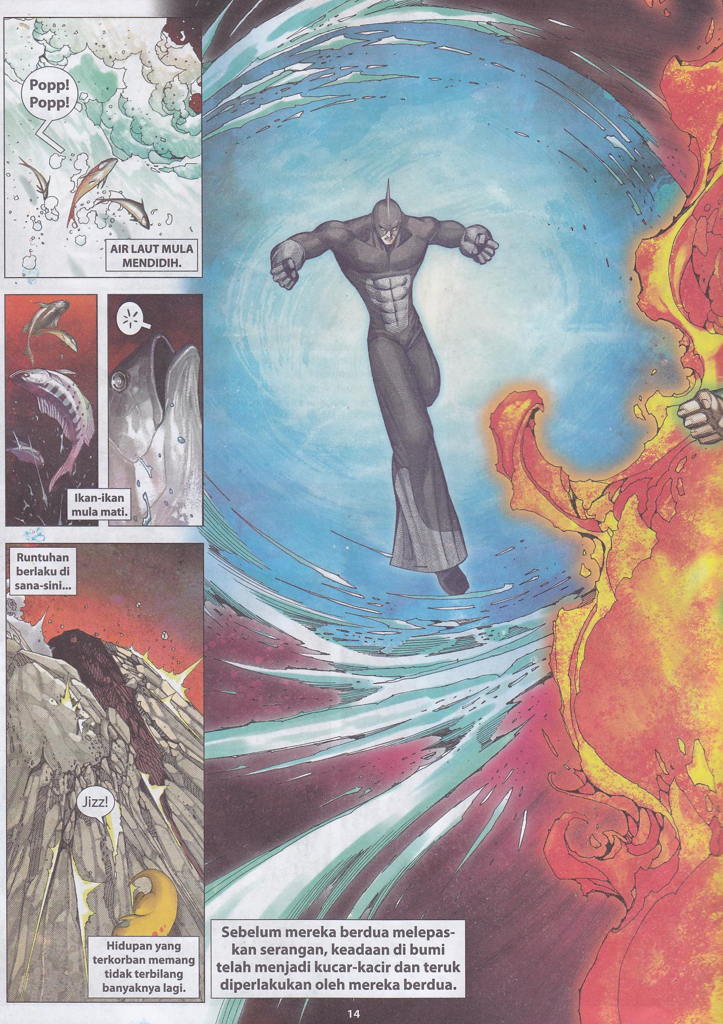 Popp!
Popp!
AIR LAUT MULA
MENDIDIH.
Ikan-ikan
mula mati.
Runtuhan
berlaku di
sana-sini...
Jizz!
Hidupan yang
terkorban memang
tidak terbilang
banyaknya lagi.
Sebelum mereka berdua melepas-
kan serangan, keadaan di bumi
telah menjadi kucar-kacir dan teruk
diperlakukan oleh mereka berdua.
14